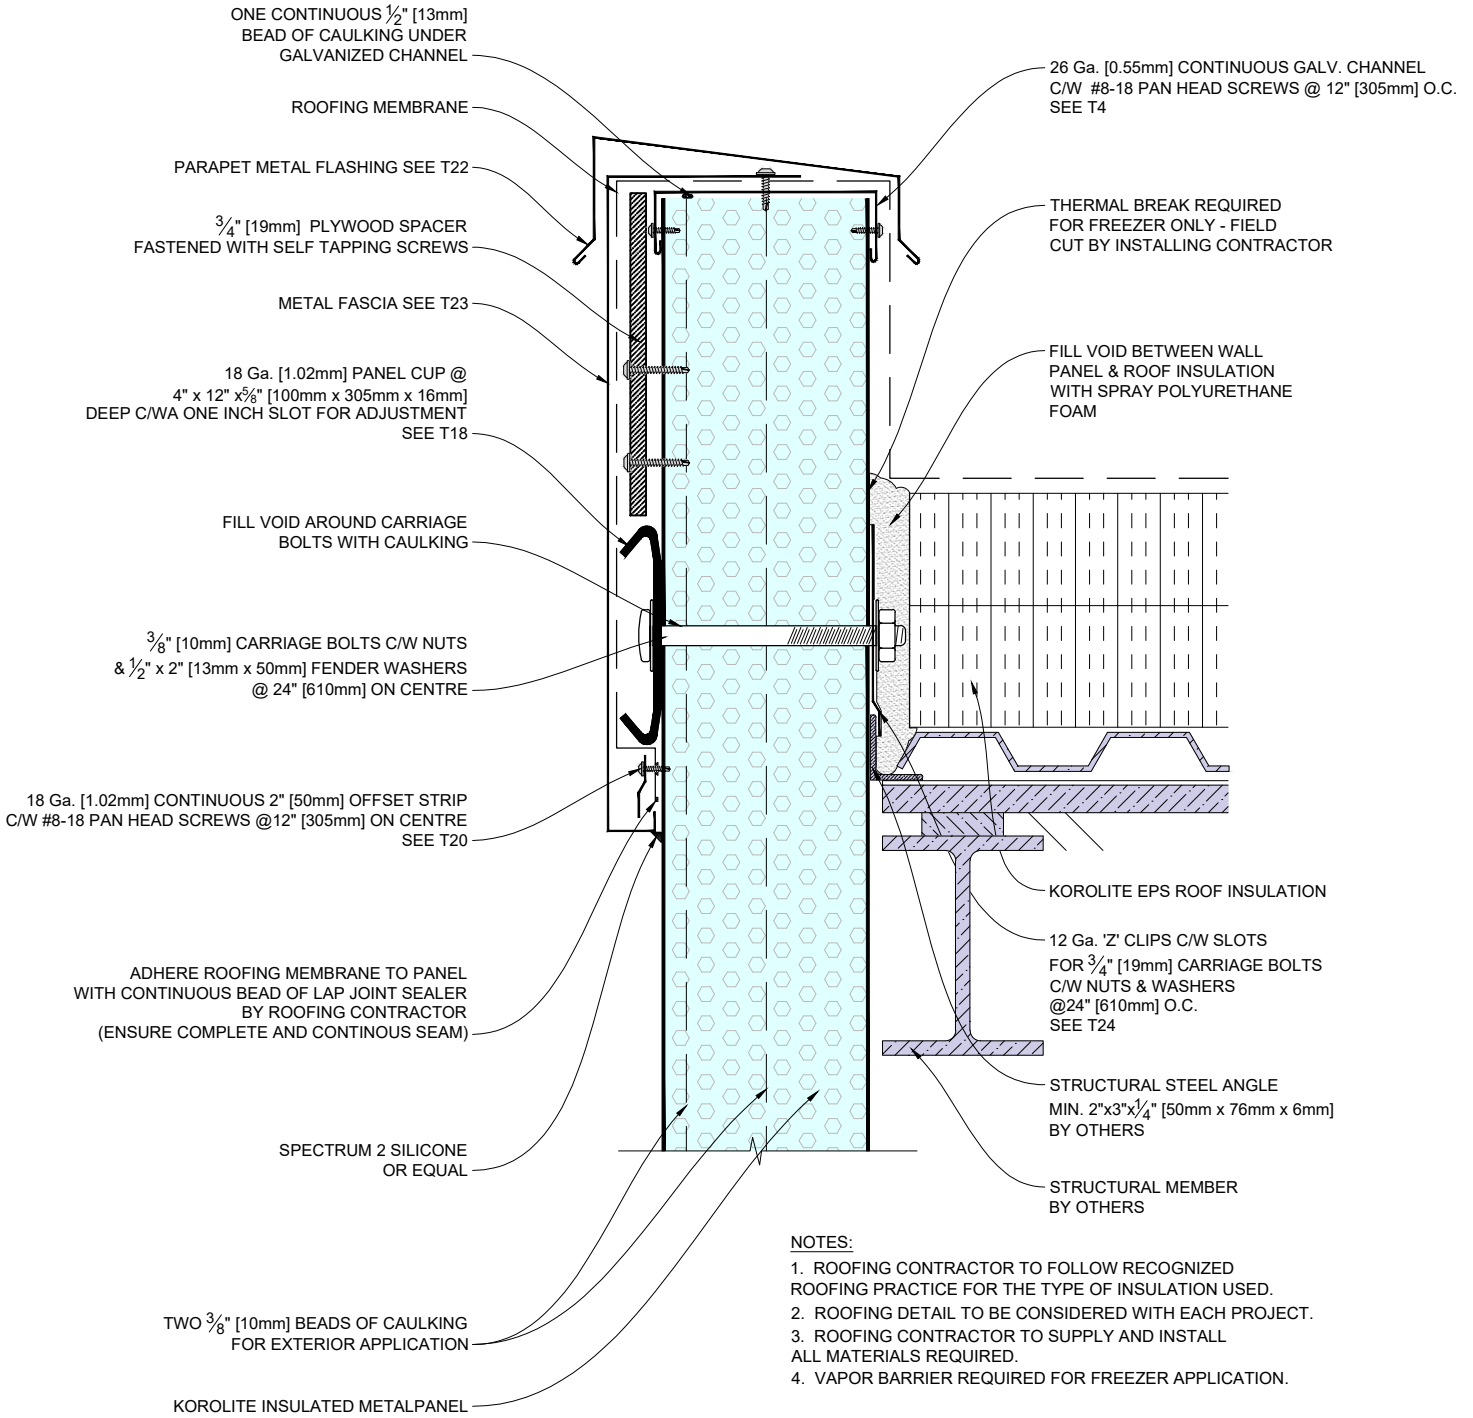 ONE CONTINUOUS 1/2" [13mm]
BEAD OF CAULKING UNDER
GALVANIZED CHANNEL
ROOFING MEMBRANE
PARAPET METAL FLASHING SEE T22
3/4" [19mm] PLYWOOD SPACER
FASTENED WITH SELF TAPPING SCREWS
METAL FASCIA SEE T23
18 Ga. [1.02mm] PANEL CUP @
4" x 12" x5/8" [100mm x 305mm x 16mm]
DEEP C/WA ONE INCH SLOT FOR ADJUSTMENT
SEE T18
FILL VOID AROUND CARRIAGE
BOLTS WITH CAULKING
3/8" [10mm] CARRIAGE BOLTS C/W NUTS
& 1/2" x 2" [13mm x 50mm] FENDER WASHERS
@ 24" [610mm] ON CENTRE
18 Ga. [1.02mm] CONTINUOUS 2" [50mm] OFFSET STRIP
C/W #8-18 PAN HEAD SCREWS @12" [305mm] ON CENTRE
SEE T20
ADHERE ROOFING MEMBRANE TO PANEL
WITH CONTINUOUS BEAD OF LAP JOINT SEALER
BY ROOFING CONTRACTOR
(ENSURE COMPLETE AND CONTINOUS SEAM)
SPECTRUM 2 SILICONE
OR EQUAL
TWO 3/8" [10mm] BEADS OF CAULKING
FOR EXTERIOR APPLICATION
KOROLITE INSULATED METALPANEL
26 Ga. [0.55mm] CONTINUOUS GALV. CHANNEL
C/W #8-18 PAN HEAD SCREWS @ 12" [305mm] O.C.
SEE T4
THERMAL BREAK REQUIRED
FOR FREEZER ONLY - FIELD
CUT BY INSTALLING CONTRACTOR
FILL VOID BETWEEN WALL
PANEL & ROOF INSULATION
WITH SPRAY POLYURETHANE
FOAM
KOROLITE EPS ROOF INSULATION
12 Ga. 'Z' CLIPS C/W SLOTS
FOR 3/4" [19mm] CARRIAGE BOLTS
C/W NUTS & WASHERS
@24" [610mm] O.C.
SEE T24
STRUCTURAL STEEL ANGLE
MIN. 2"x3"x1/4" [50mm x 76mm x 6mm]
BY OTHERS
STRUCTURAL MEMBER
BY OTHERS
NOTES:
1. ROOFING CONTRACTOR TO FOLLOW RECOGNIZED
ROOFING PRACTICE FOR THE TYPE OF INSULATION USED.
2. ROOFING DETAIL TO BE CONSIDERED WITH EACH PROJECT.
3. ROOFING CONTRACTOR TO SUPPLY AND INSTALL
ALL MATERIALS REQUIRED.
4. VAPOR BARRIER REQUIRED FOR FREEZER APPLICATION.